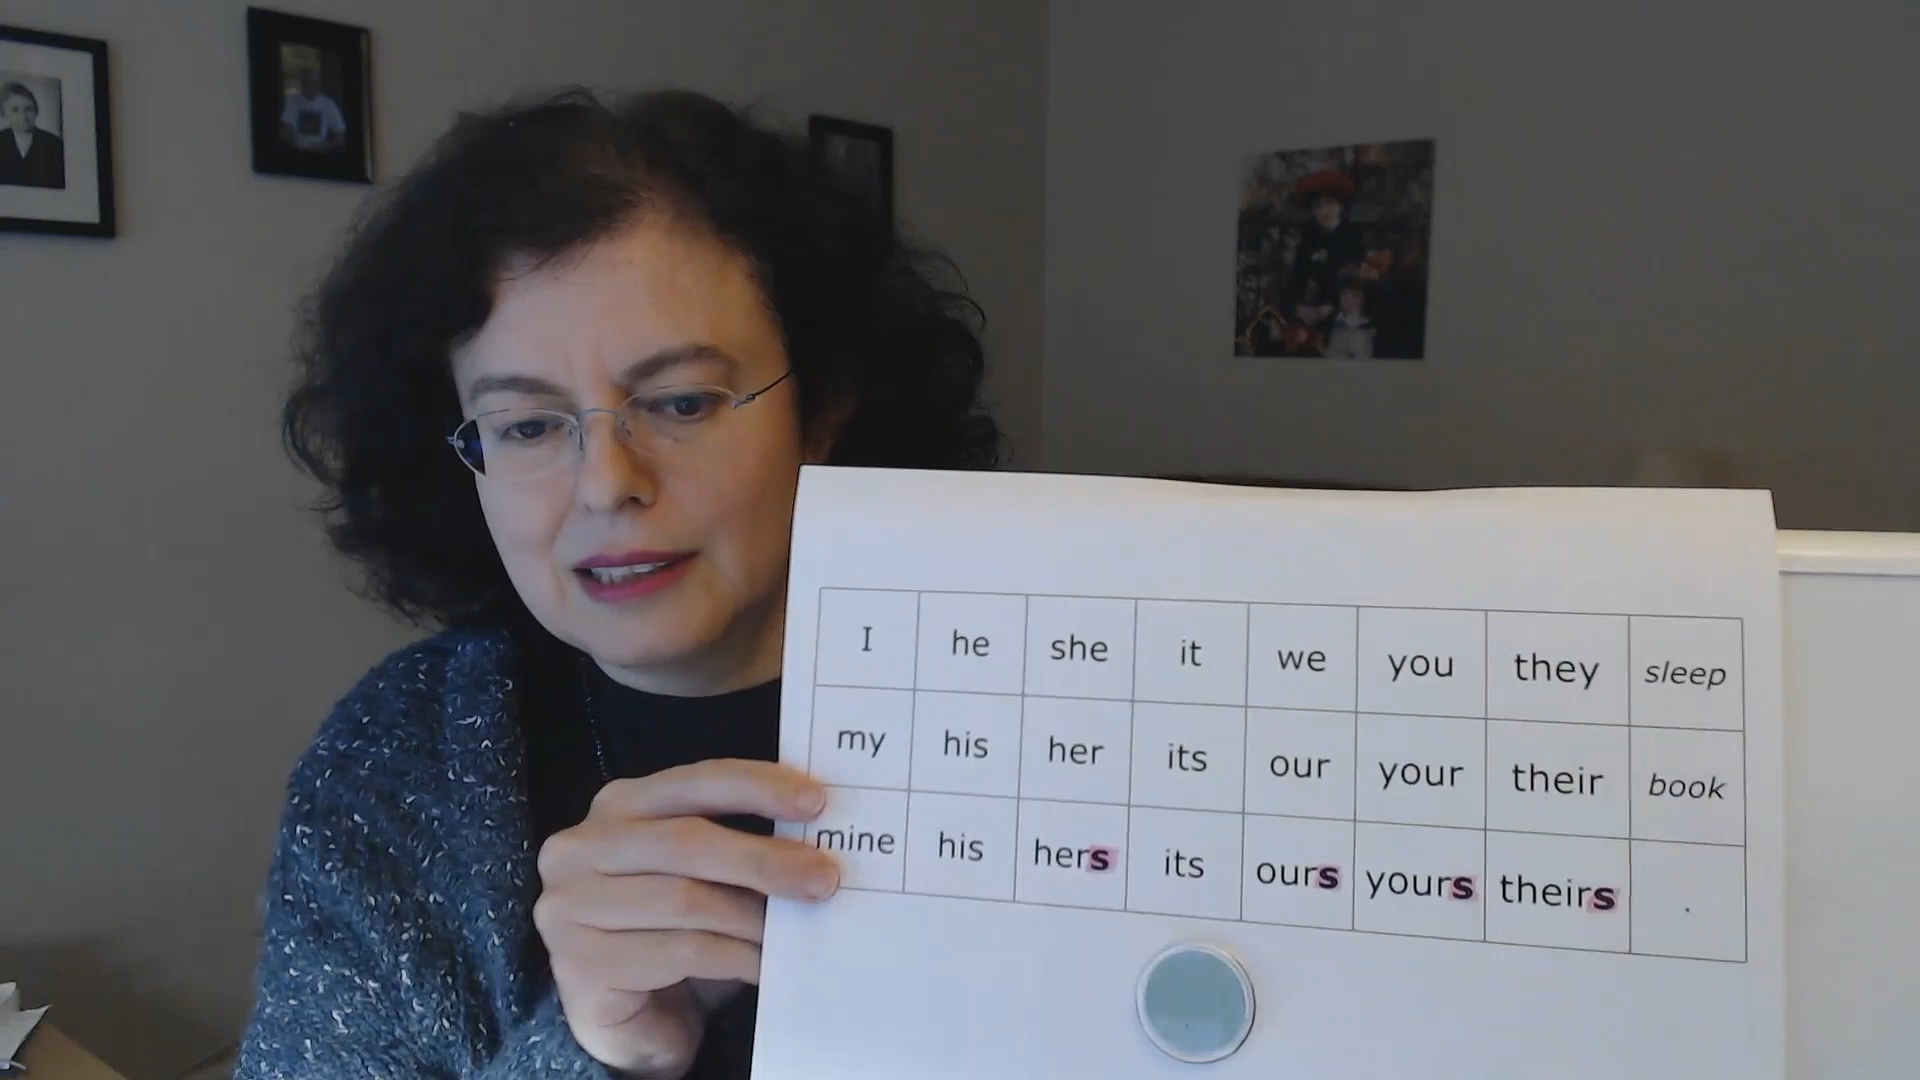 I he she it we you they sleep
my his her its our your their book
mine his hers its ours yours theirs .